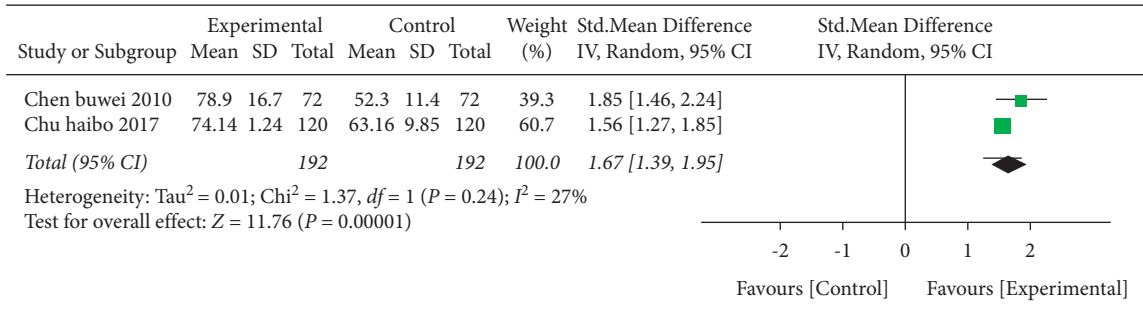 Experimental Control Weight Std.Mean Difference Std.Mean Difference
Study or Subgroup Mean SD Total Mean SD Total (%) IV, Random, 95% CI IV, Random, 95% CI
Chen buwei 2010 78.9 16.7 72 52.3 11.4 72 39.3 1.85 [1.46, 2.24]
Chu haibo 2017 74.14 1.24 120 63.16 9.85 120 60.7 1.56 [1.27, 1.85]
Total (95% CI) 192 192 100.0 1.67 [1.39, 1.95]
Heterogeneity: Tau² = 0.01; Chi² = 1.37, df = 1 (P = 0.24); I² = 27%
Test for overall effect: Z = 11.76 (P = 0.00001)
-2 -1 0 1 2
Favours [Control] Favours [Experimental]